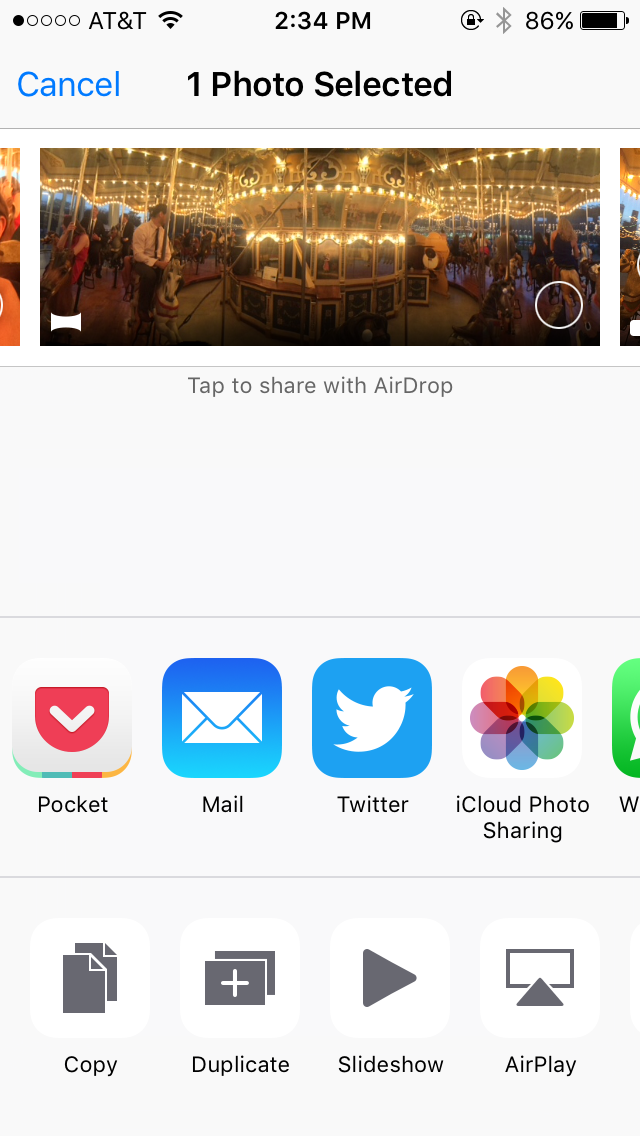 AT&T 2:34 PM 86%
Cancel 1 Photo Selected
Tap to share with AirDrop
Pocket Mail Twitter iCloud Photo W
Sharing
Copy Duplicate Slideshow AirPlay